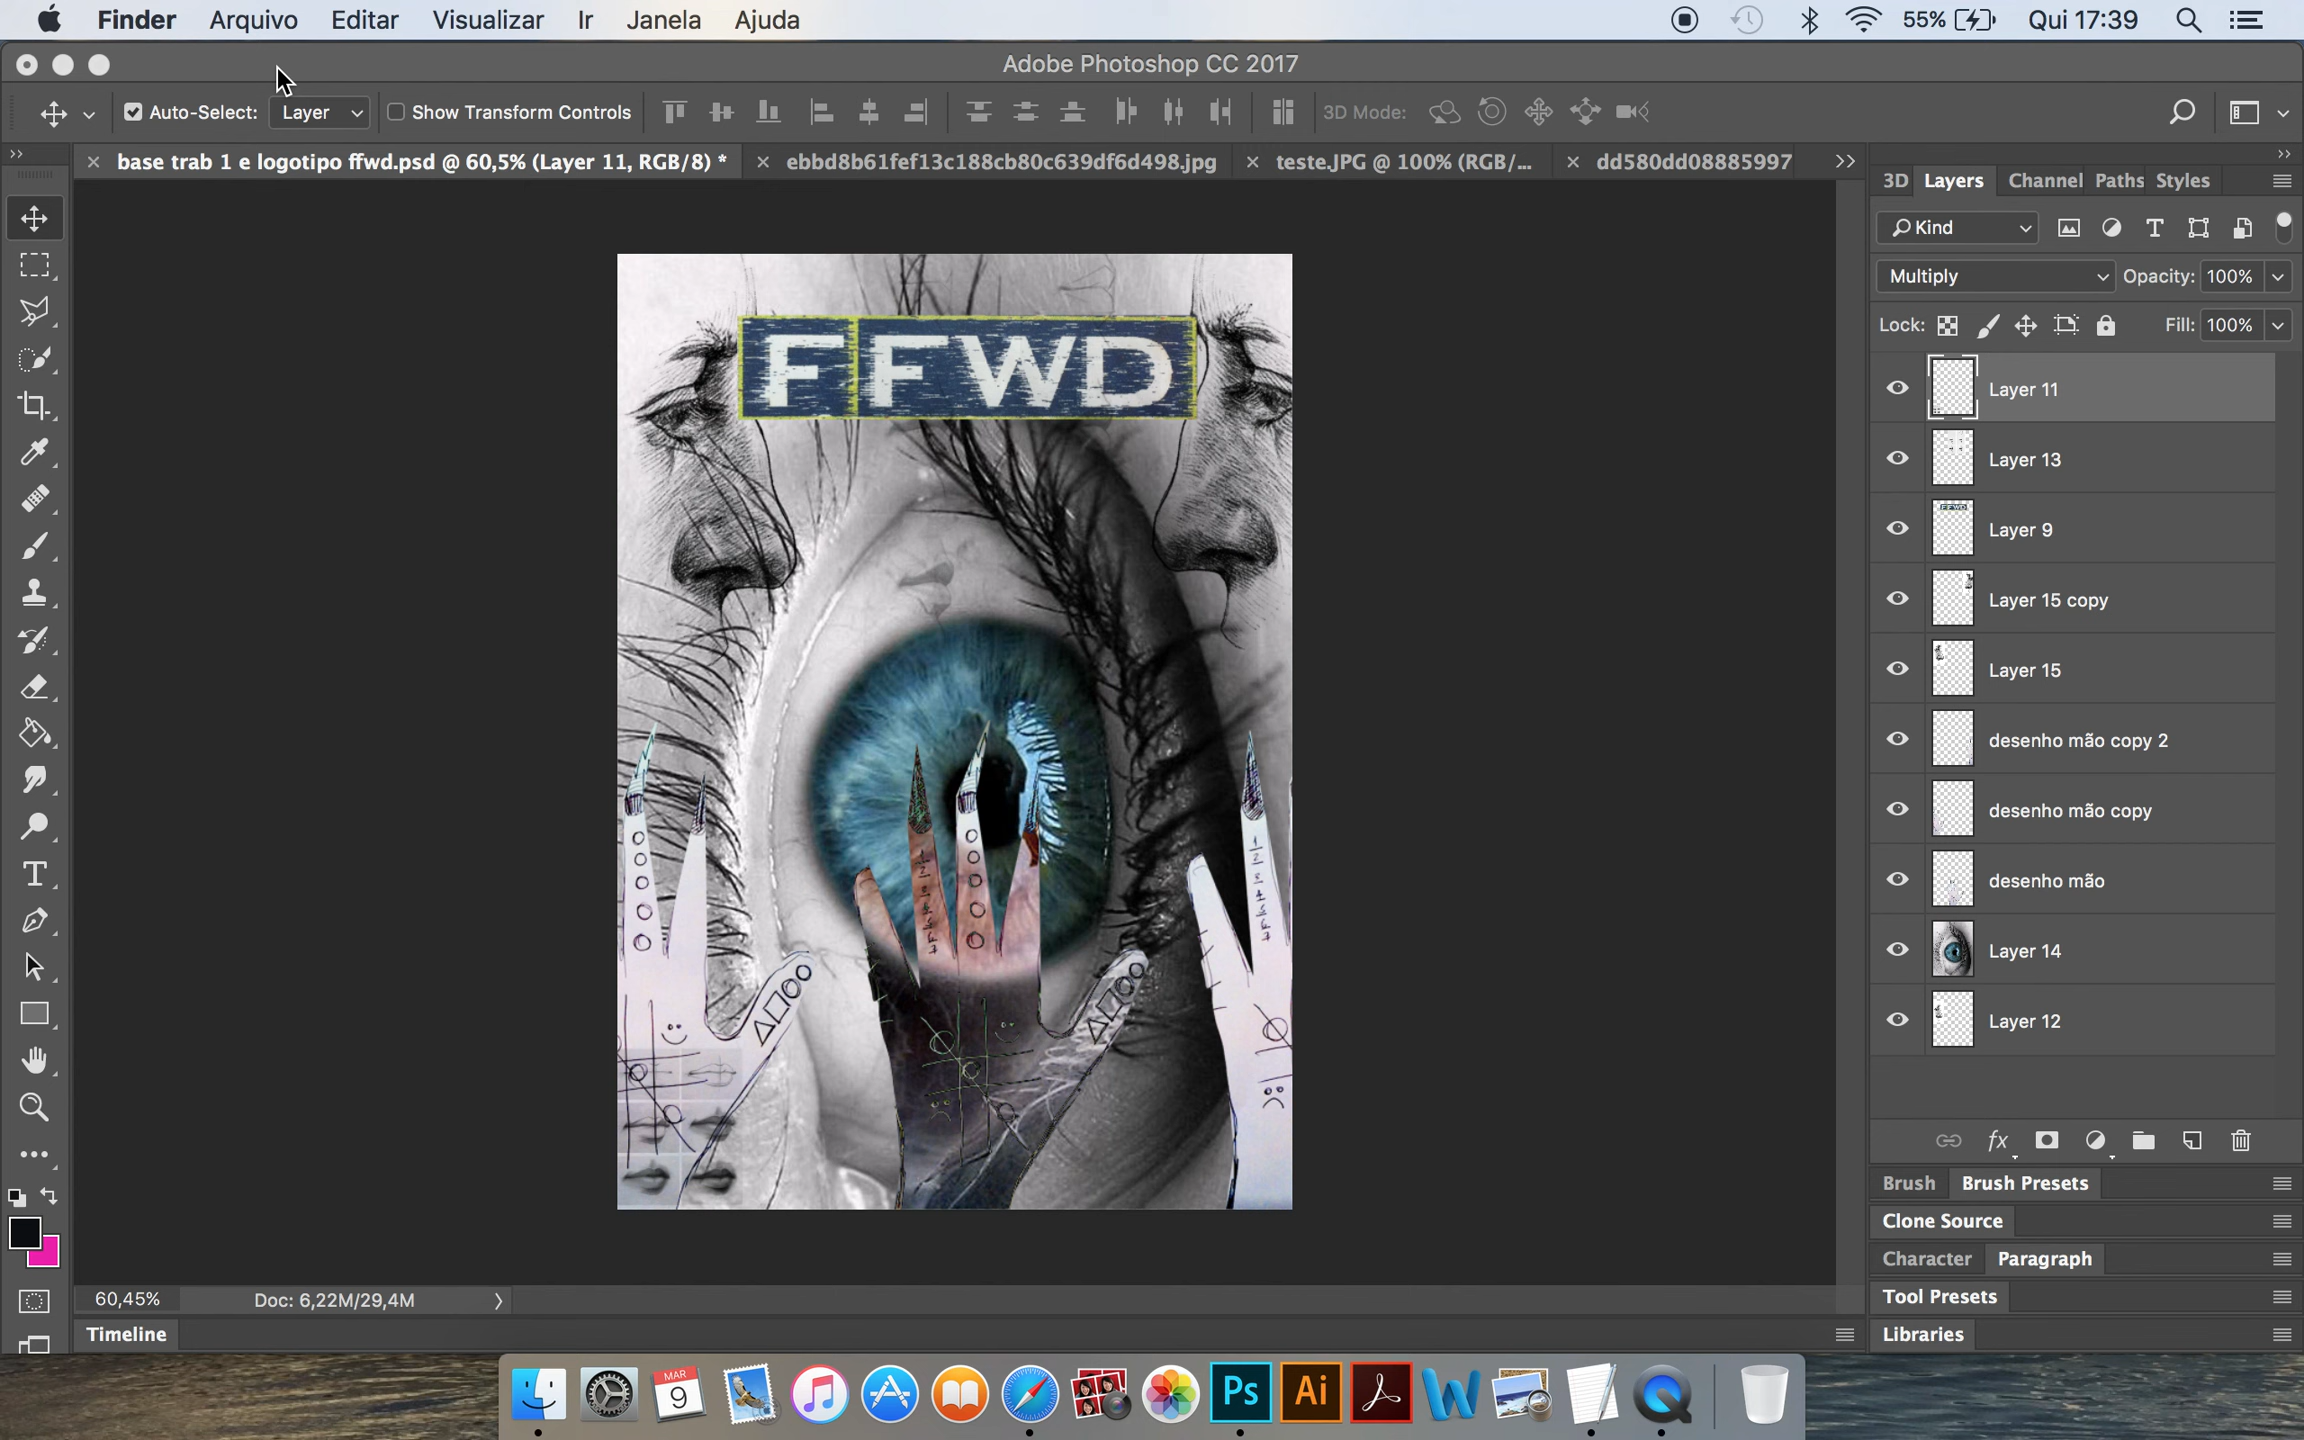 Finder Arquivo Editar Visualizar Ir Janela Ajuda 55% Qui 17:39
Adobe Photoshop CC 2017
Auto-Select: Layer Show Transform Controls 3D Mode:
base trab 1 e logotipo ffwd.psd @ 60,5% (Layer 11, RGB/8) * ebbd8b61fef13c188cb80c639df6d498.jpg teste.JPG @ 100% (RGB/... dd580dd08885997
3D Layers Channel Paths Styles
Kind
Multiply Opacity: 100%
Lock: Fill: 100%
FFWD
Layer 11
Layer 13
Layer 9
Layer 15 copy
Layer 15
desenho mão copy 2
desenho mão copy
desenho mão
Layer 14
Layer 12
fx
Brush Brush Presets
Clone Source
Character Paragraph
Tool Presets
Libraries
60,45% Doc: 6,22M/29,4M
Timeline
MAR
9
Ps
Ai
W